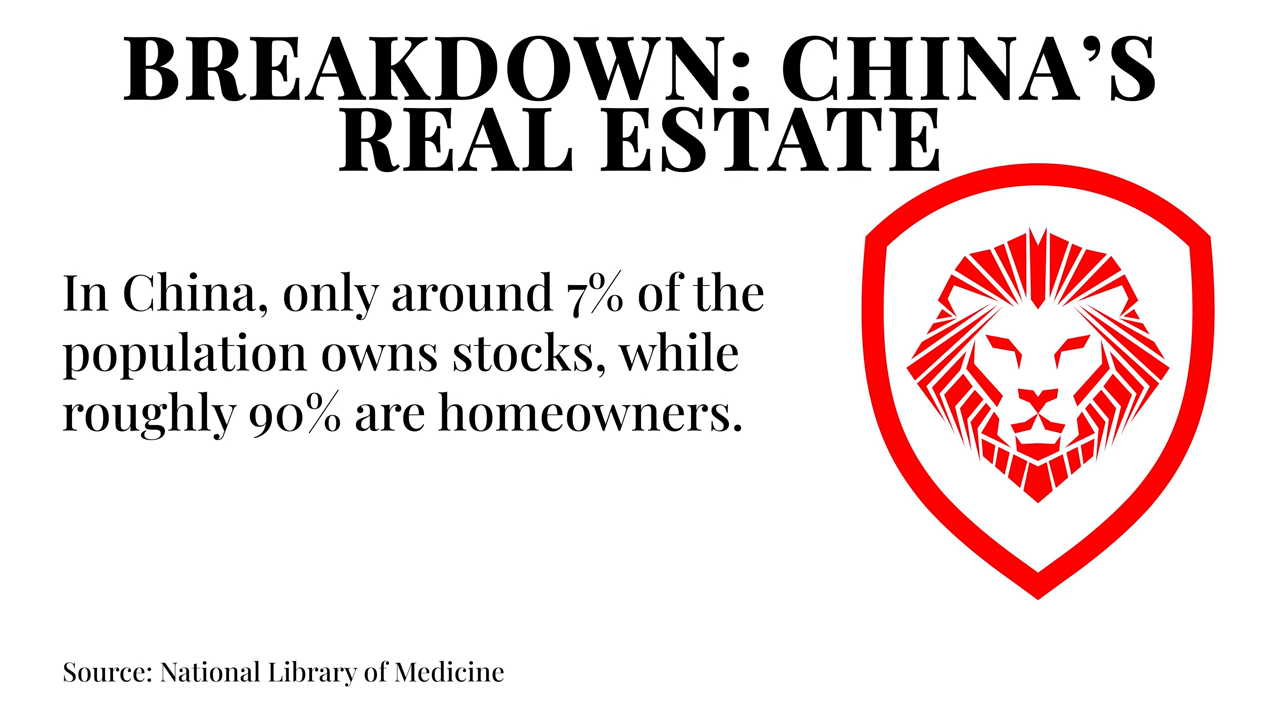 BREAKDOWN: CHINA’S
REAL ESTATE
In China, only around 7% of the
population owns stocks, while
roughly 90% are homeowners.
Source: National Library of Medicine